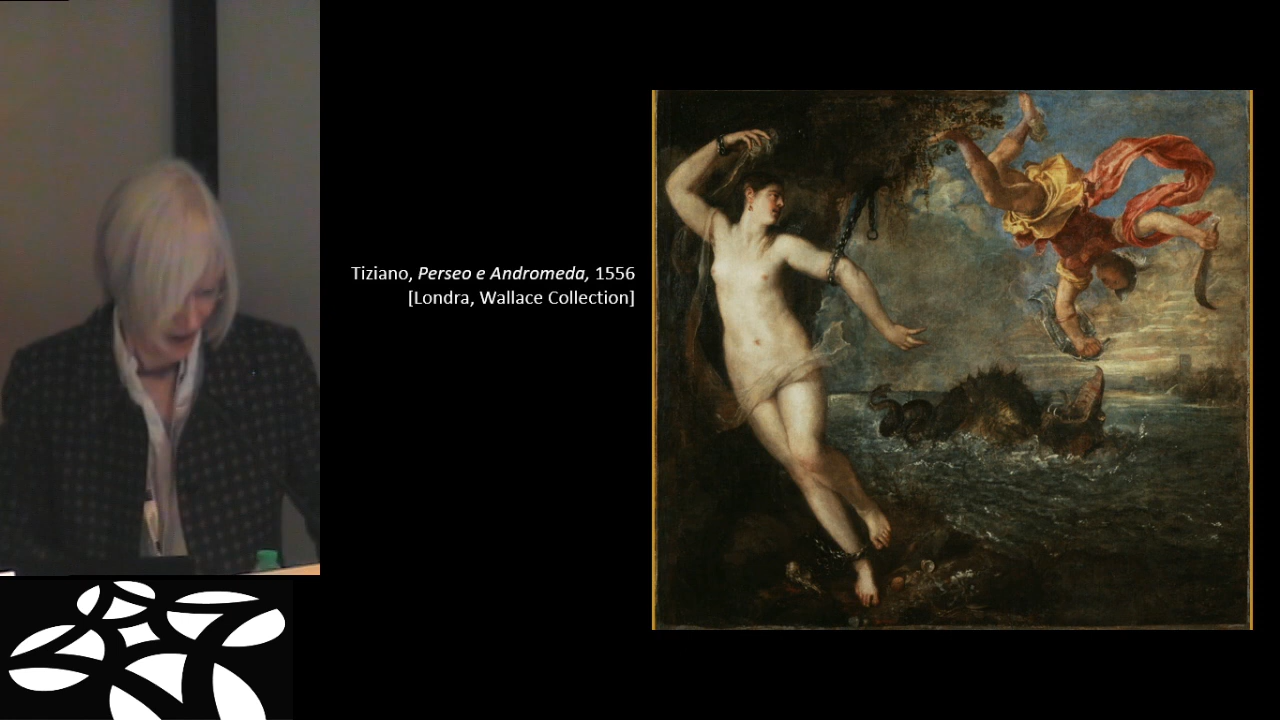 Tiziano, Perseo e Andromeda, 1556
[Londra, Wallace Collection]